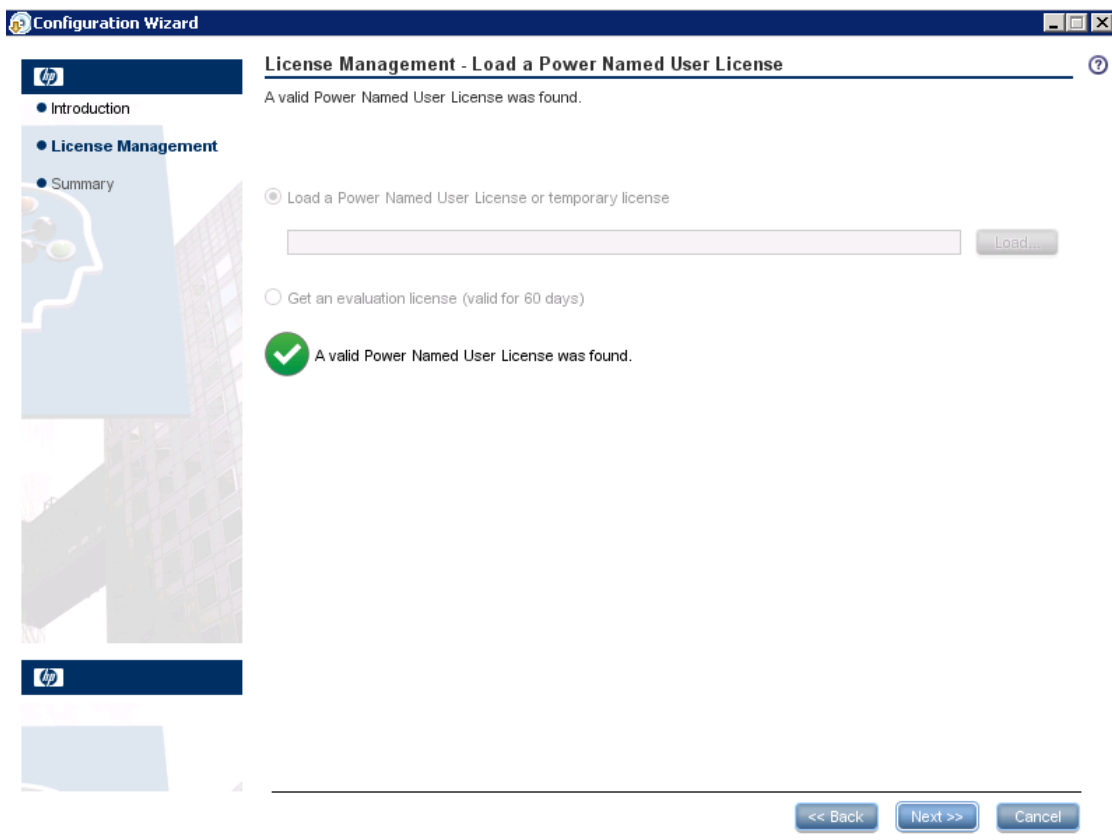 Configuration Wizard
hp
Introduction
License Management
Summary
License Management - Load a Power Named User License
?
A valid Power Named User License was found.
Load a Power Named User License or temporary license
Load...
Get an evaluation license (valid for 60 days)
A valid Power Named User License was found.
hp
<< Back
Next >>
Cancel